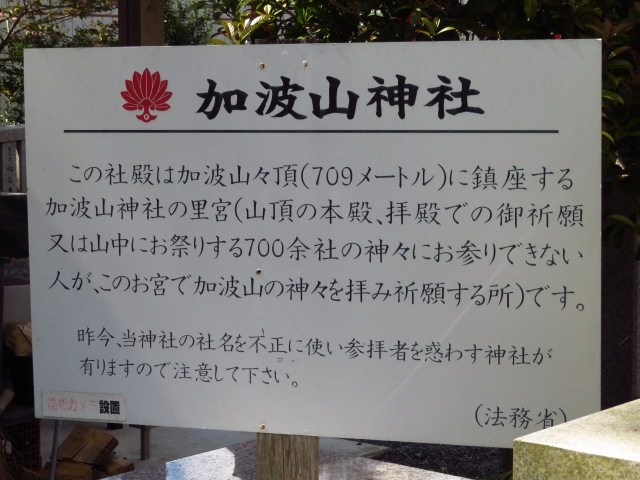 加波山神社
この社殿は加波山々頂(709メートル)に鎮座する
加波山神社の里宮(山頂の本殿、拝殿での御祈願
又は山中にお祭りする700余社の神々にお参りできない
人が、このお宮で加波山の神々を拝み祈願する所)です。
昨今、当神社の社名を不正に使い参拝者を惑わす神社が
有りますので注意して下さい。
(法務省)
防犯カメラ設置